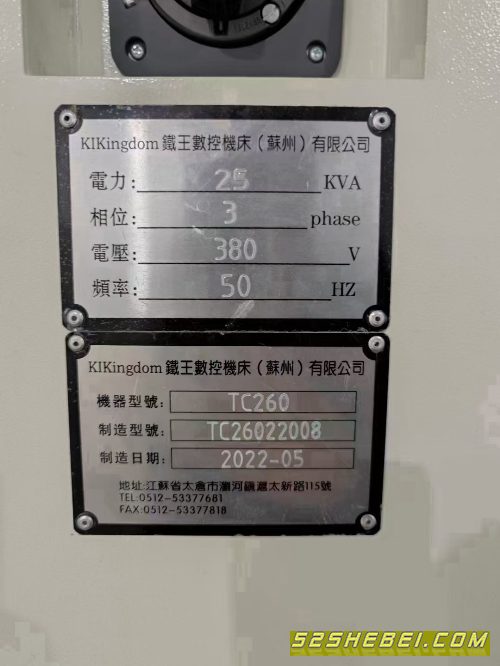 KIKingdom 鐵王數控機床(蘇州)有限公司
電力: 25 KVA
相位: 3 phase
電壓: 380 V
頻率: 50 HZ
KIKingdom 鐵王數控機床(蘇州)有限公司
機器型號: TC260
制造型號: TC26022008
制造日期: 2022-05
地址:江蘇省太倉市瀏河鎮滬太新路115號
TEL:0512-53377681
FAX:0512-53377818
52SHEBEI.COM